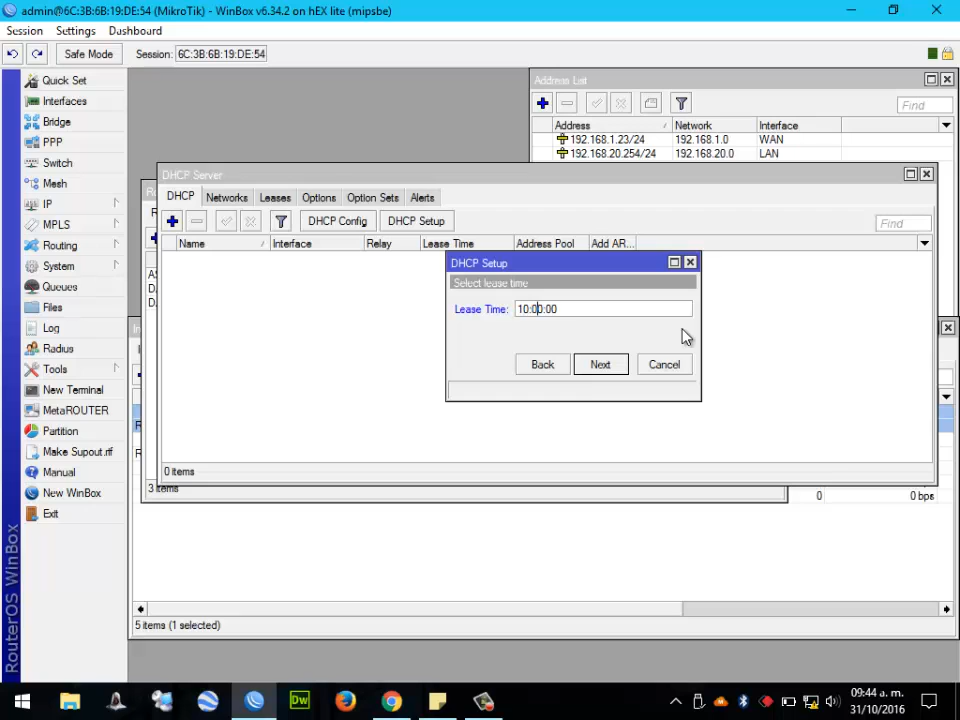 admin@6C:3B:6B:19:DE:54 (MikroTik) - WinBox v6.34.2 on hEX lite (mipsbe)
Session Settings Dashboard
Safe Mode Session: 6C:3B:6B:19:DE:54
Quick Set
Interfaces
Bridge
PPP
Switch
Mesh
IP
MPLS
Routing
System
Queues
Files
Log
Radius
Tools
New Terminal
MetaROUTER
Partition
Make Supout.rif
Manual
New WinBox
Exit
RouterOS WinBox
Address List
Find
Address Network Interface
192.168.1.23/24 192.168.1.0 WAN
192.168.20.254/24 192.168.20.0 LAN
DHCP Server
DHCP Networks Leases Options Option Sets Alerts
DHCP Config DHCP Setup Find
Name Interface Relay Lease Time Address Pool Add AR...
DHCP Setup
Select lease time
Lease Time: 10:00:00
Back Next Cancel
0 items
3 items
0 0 bps
5 items (1 selected)
Dw
09:44 a. m.
31/10/2016